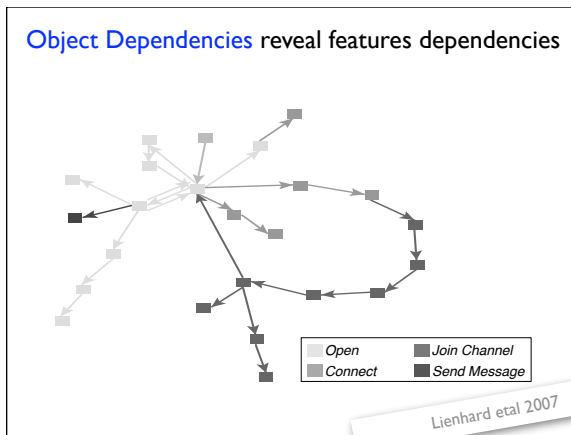 Object Dependencies reveal features dependencies
Open
Join Channel
Connect
Send Message
Lienhard etal 2007